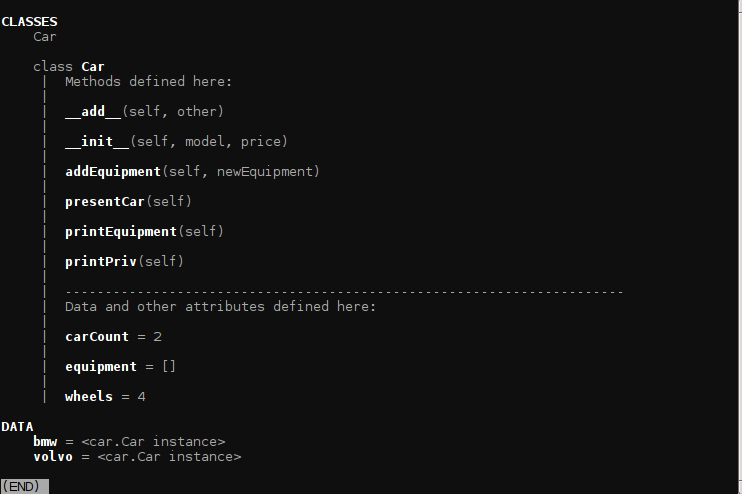 CLASSES
    Car

    class Car
     |  Methods defined here:
     |
     |  __add__(self, other)
     |
     |  __init__(self, model, price)
     |
     |  addEquipment(self, newEquipment)
     |
     |  presentCar(self)
     |
     |  printEquipment(self)
     |
     |  printPriv(self)
     |
     |  ----------------------------------------------------------------------
     |  Data and other attributes defined here:
     |
     |  carCount = 2
     |
     |  equipment = []
     |
     |  wheels = 4

DATA
    bmw = <car.Car instance>
    volvo = <car.Car instance>

(END)